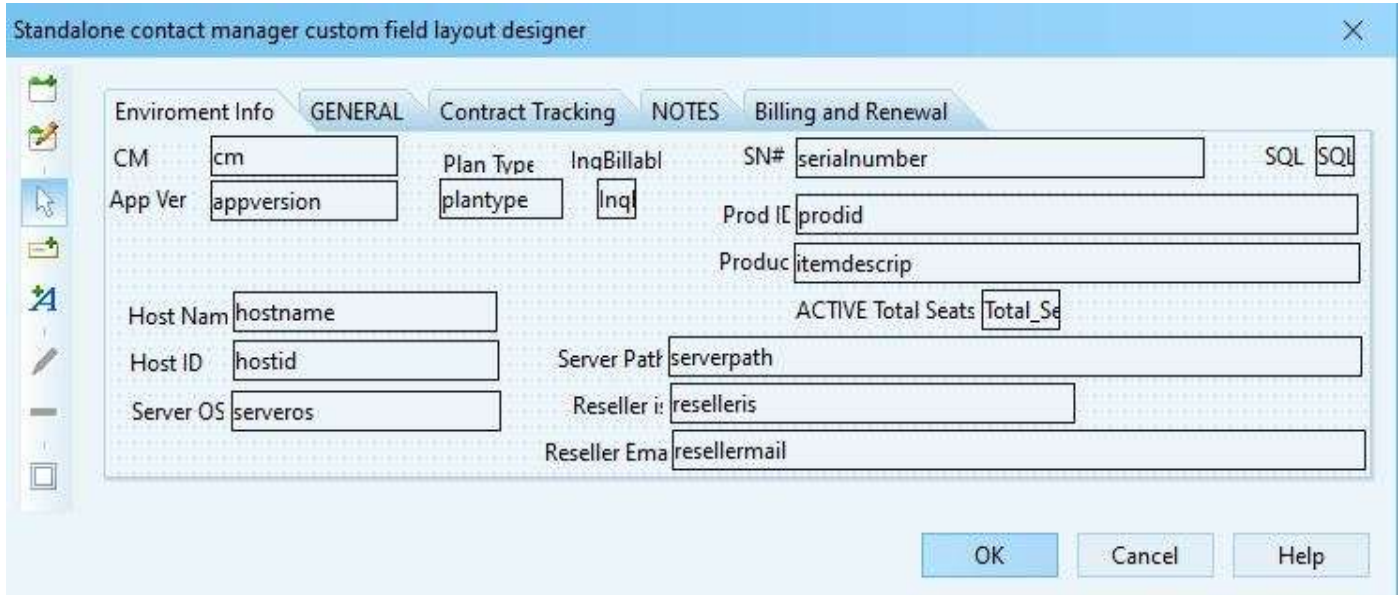 Standalone contact manager custom field layout designer
Enviroment Info GENERAL Contract Tracking NOTES Billing and Renewal
CM cm Plan Type InqBillabl SN# serialnumber SQL SQL
App Ver appversion plantype Inql Prod ID prodid
Produc itemdescrip
Host Nam hostname ACTIVE Total Seats Total_Se
Host ID hostid Server Path serverpath
Server OS serveros Reseller is reselleris
Reseller Ema resellermail
OK Cancel Help